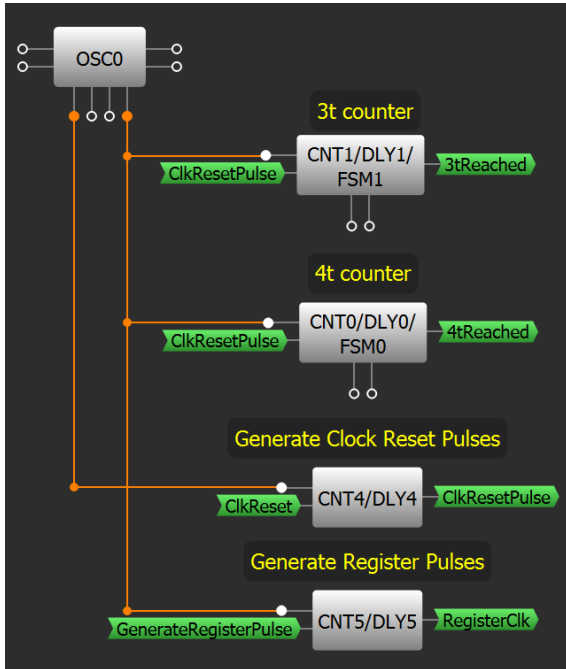 OSC0
3t counter
CNT1/DLY1/
FSM1
ClkResetPulse
3tReached
4t counter
CNT0/DLY0/
FSM0
ClkResetPulse
4tReached
Generate Clock Reset Pulses
CNT4/DLY4
ClkReset
ClkResetPulse
Generate Register Pulses
CNT5/DLY5
GenerateRegisterPulse
RegisterClk